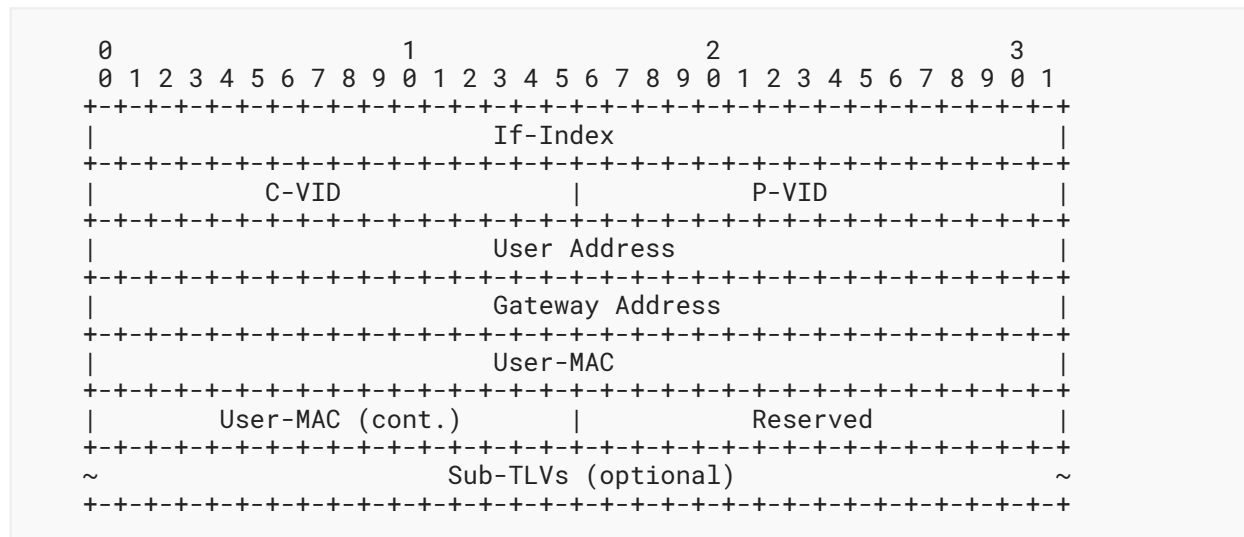 0                   1                   2                   3
 0 1 2 3 4 5 6 7 8 9 0 1 2 3 4 5 6 7 8 9 0 1 2 3 4 5 6 7 8 9 0 1
+-+-+-+-+-+-+-+-+-+-+-+-+-+-+-+-+-+-+-+-+-+-+-+-+-+-+-+-+-+-+-+-+
|                          If-Index                             |
+-+-+-+-+-+-+-+-+-+-+-+-+-+-+-+-+-+-+-+-+-+-+-+-+-+-+-+-+-+-+-+-+
|           C-VID               |           P-VID               |
+-+-+-+-+-+-+-+-+-+-+-+-+-+-+-+-+-+-+-+-+-+-+-+-+-+-+-+-+-+-+-+-+
|                          User Address                         |
+-+-+-+-+-+-+-+-+-+-+-+-+-+-+-+-+-+-+-+-+-+-+-+-+-+-+-+-+-+-+-+-+
|                          Gateway Address                      |
+-+-+-+-+-+-+-+-+-+-+-+-+-+-+-+-+-+-+-+-+-+-+-+-+-+-+-+-+-+-+-+-+
|                          User-MAC                             |
+-+-+-+-+-+-+-+-+-+-+-+-+-+-+-+-+-+-+-+-+-+-+-+-+-+-+-+-+-+-+-+-+
|        User-MAC (cont.)       |           Reserved            |
+-+-+-+-+-+-+-+-+-+-+-+-+-+-+-+-+-+-+-+-+-+-+-+-+-+-+-+-+-+-+-+-+
~                       Sub-TLVs (optional)                     ~
+-+-+-+-+-+-+-+-+-+-+-+-+-+-+-+-+-+-+-+-+-+-+-+-+-+-+-+-+-+-+-+-+